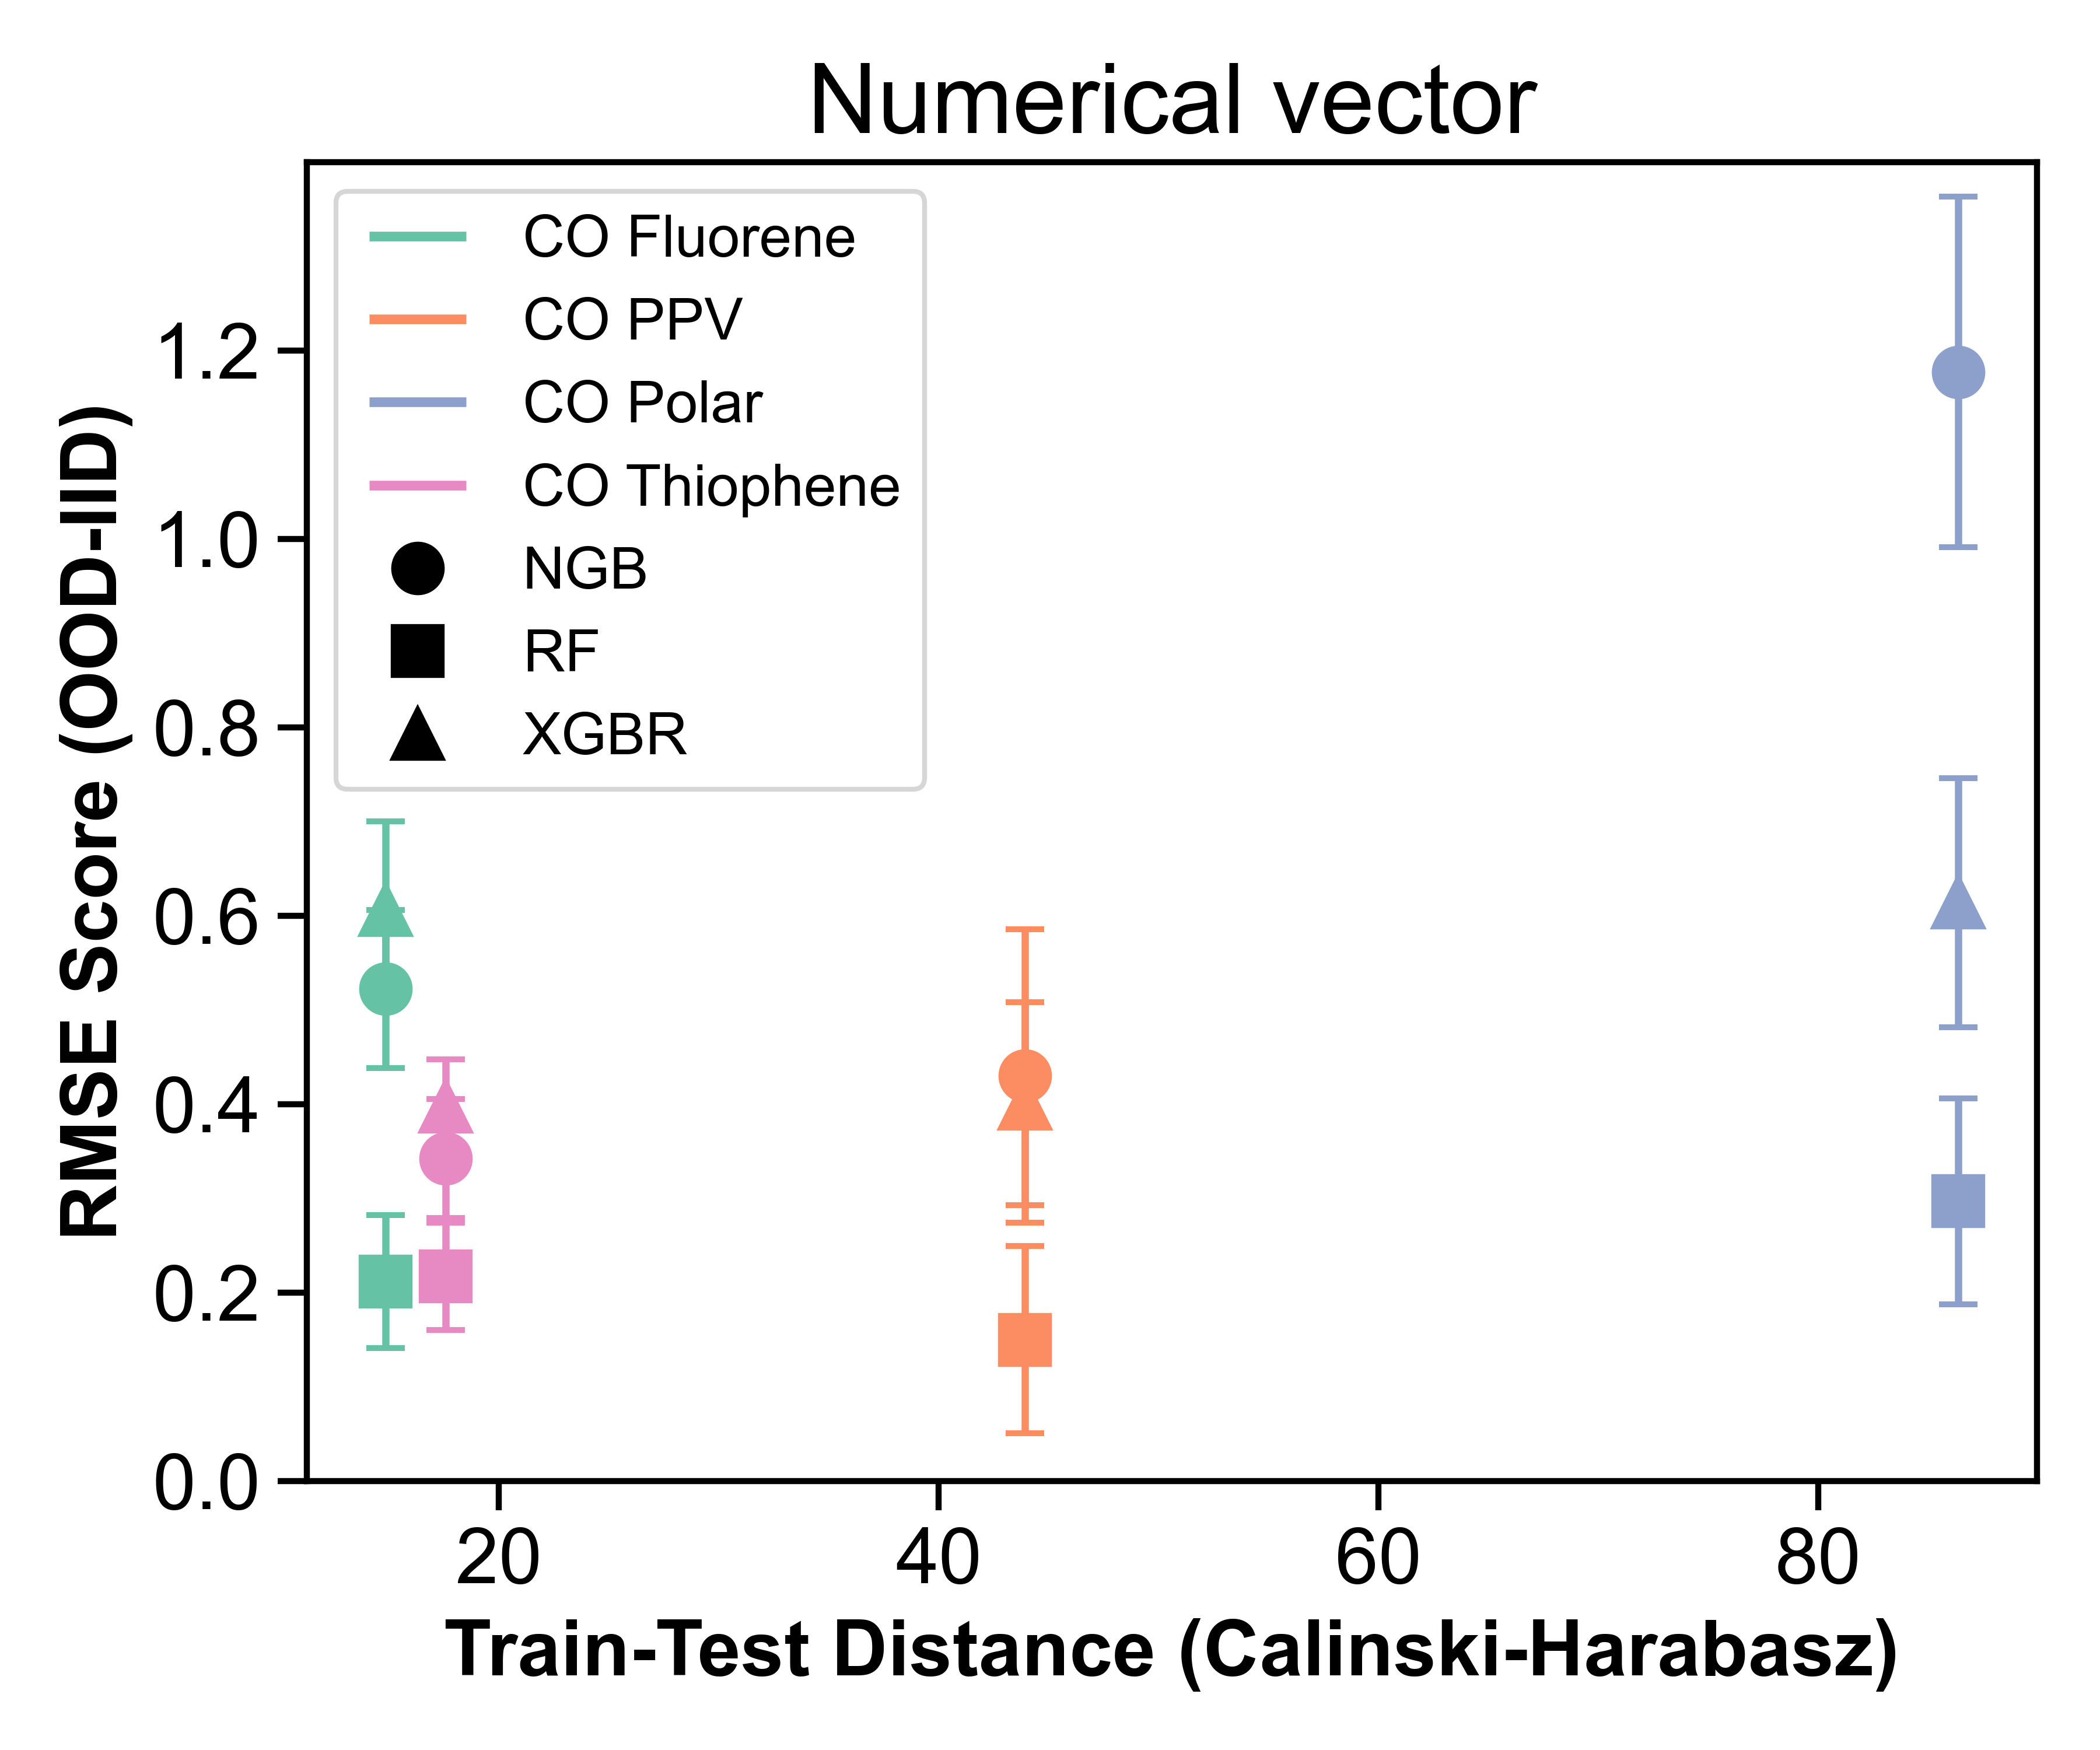 Numerical vector
CO Fluorene
CO PPV
CO Polar
CO Thiophene
NGB
RF
XGBR
RMSE Score (OOD-IID)
1.2
1.0
0.8
0.6
0.4
0.2
0.0
20 40 60 80
Train-Test Distance (Calinski-Harabasz)